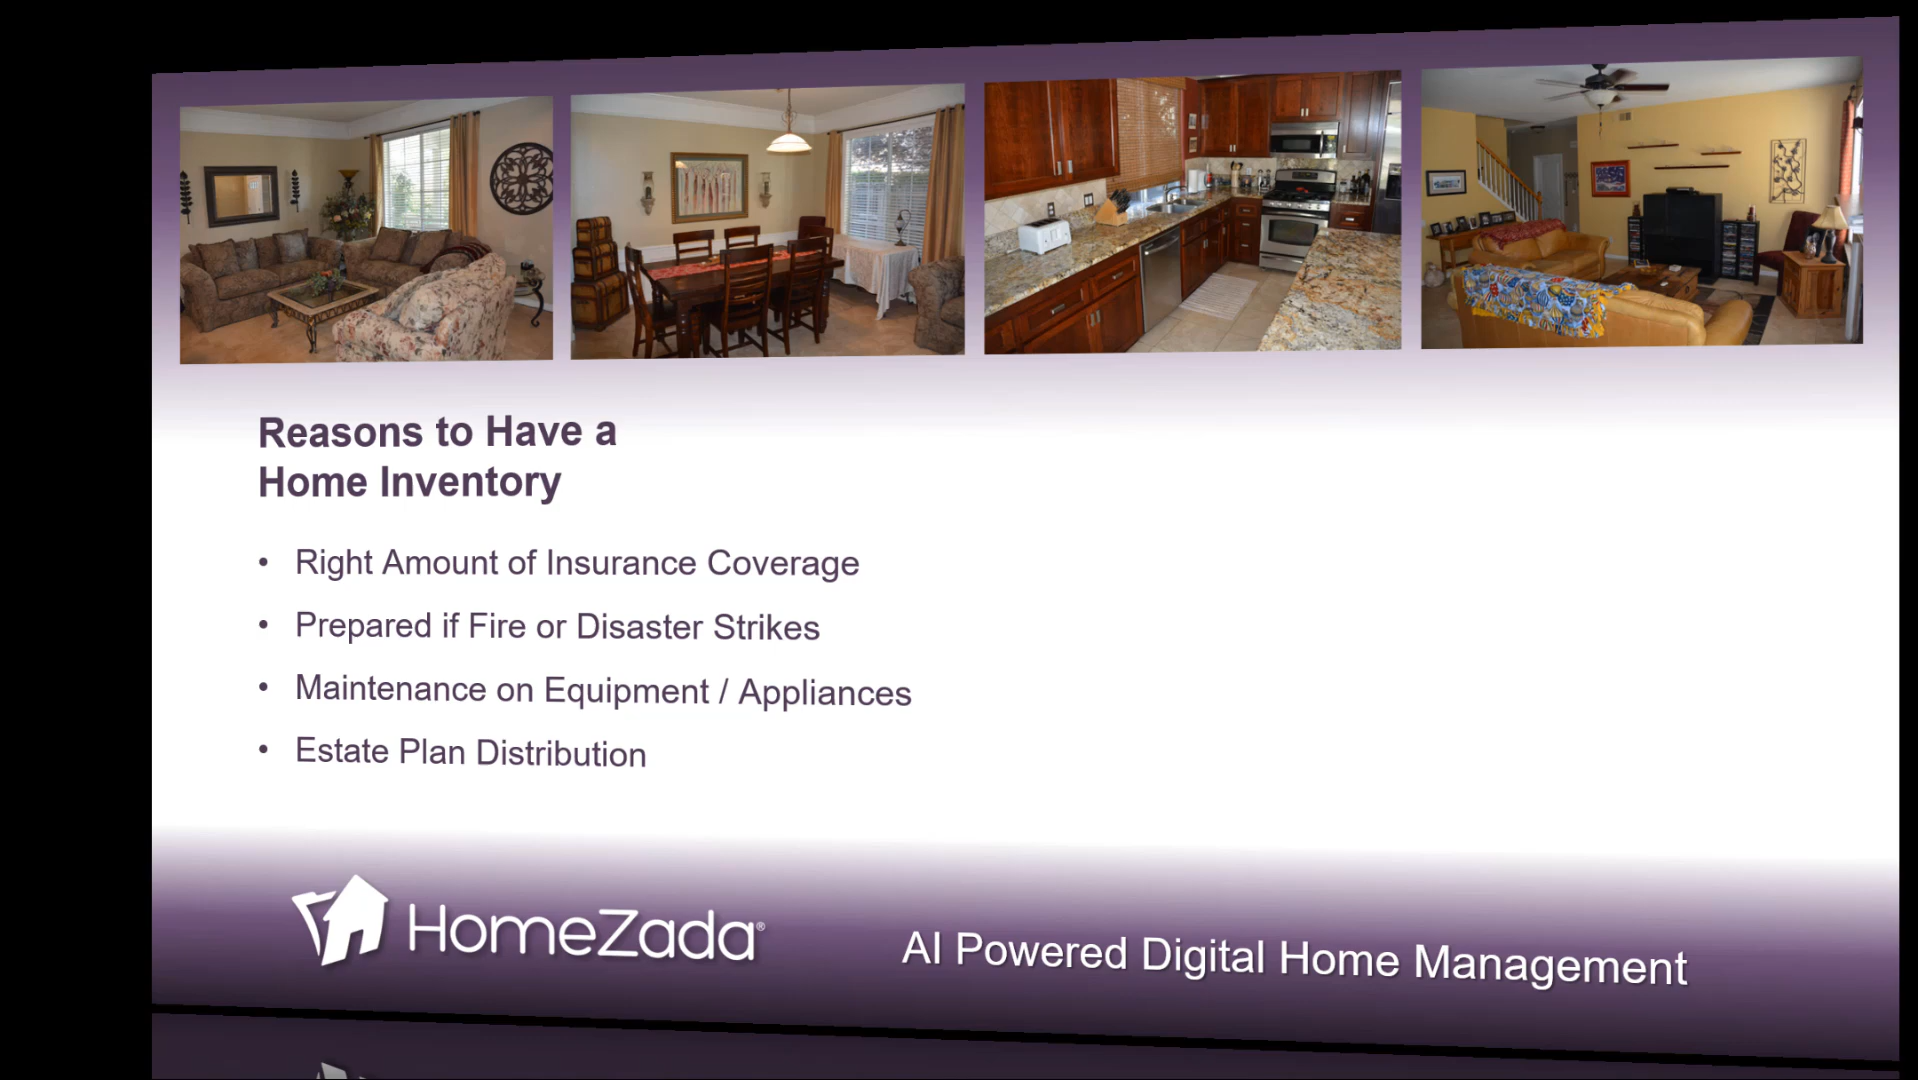 Reasons to Have a
Home Inventory
• Right Amount of Insurance Coverage
• Prepared if Fire or Disaster Strikes
• Maintenance on Equipment / Appliances
• Estate Plan Distribution
HomeZada®
AI Powered Digital Home Management